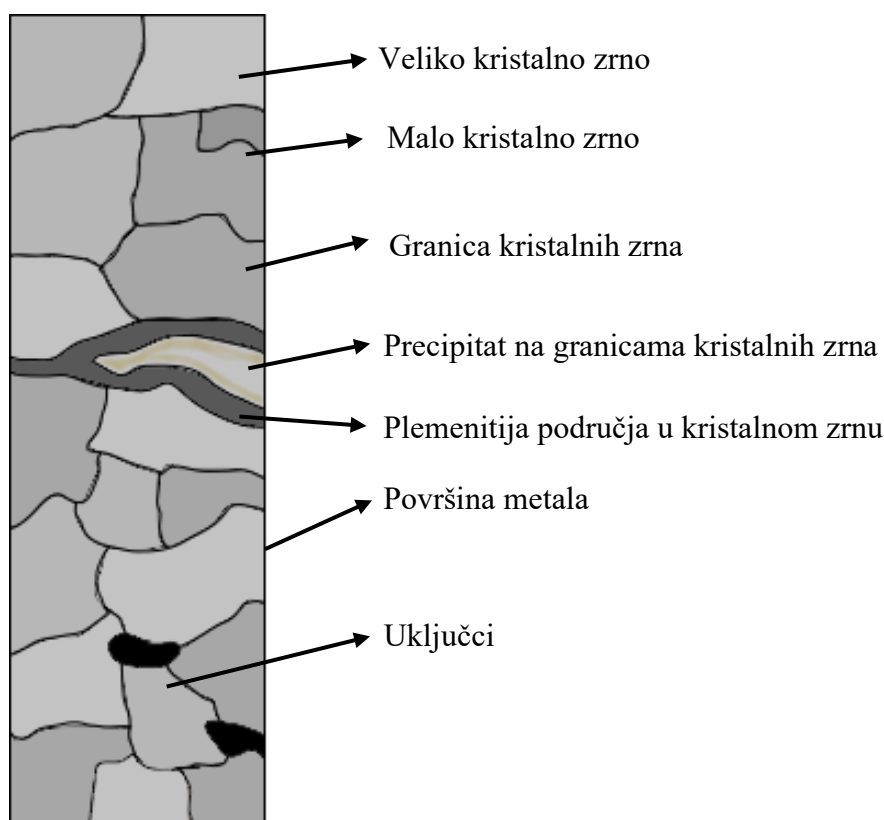 Veliko kristalno zrno
Malo kristalno zrno
Granica kristalnih zrna
Precipitat na granicama kristalnih zrna
Plemenitija područja u kristalnom zrnu
Površina metala
Uključci